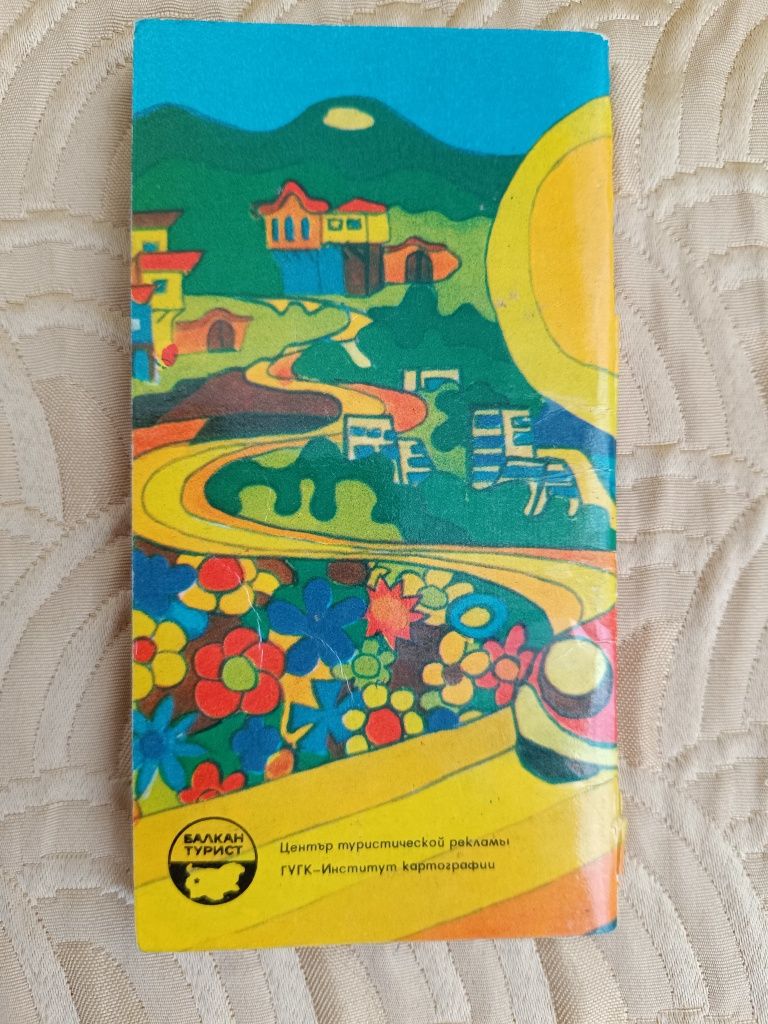 БАЛКАН
ТУРИСТ
Център туристической рекламы
ГУГК–Институт картографии